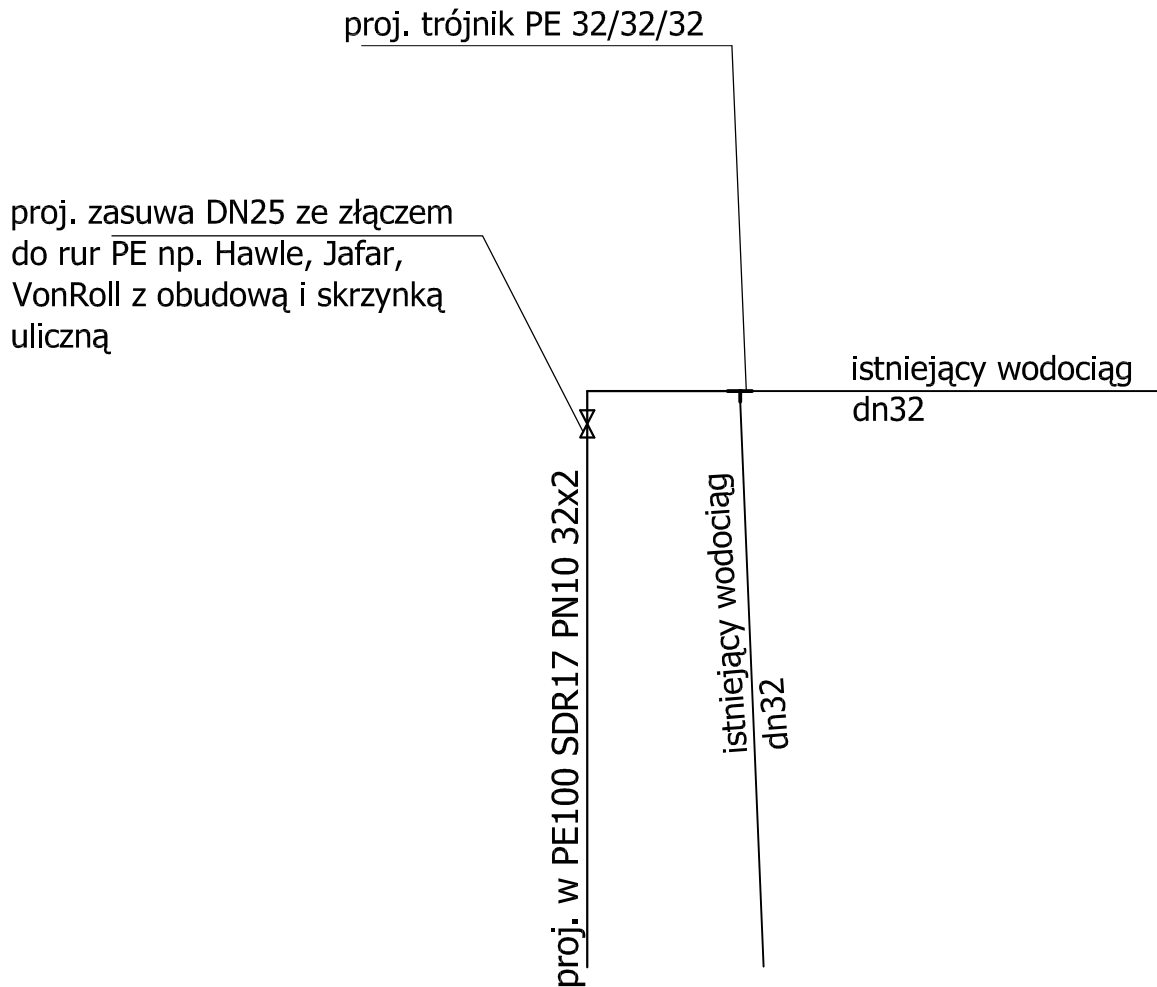 proj. trójnik PE 32/32/32
proj. zasuwa DN25 ze złączem
do rur PE np. Hawle, Jafar,
VonRoll z obudową i skrzynką
uliczną
istniejący wodociąg
dn32
proj. w PE100 SDR17 PN10 32x2
istniejący wodociąg
dn32